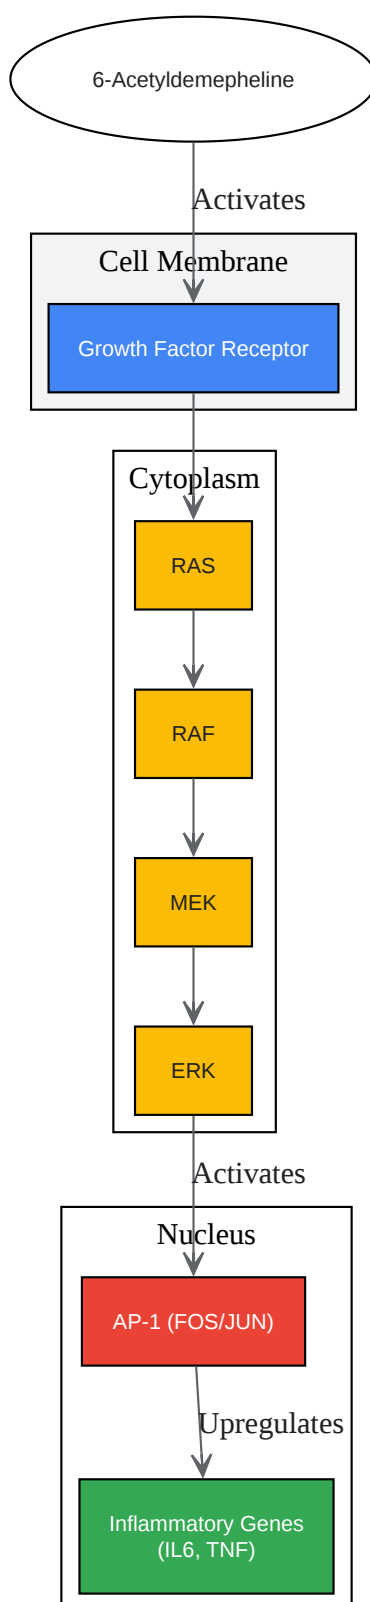 6-Acetyldemepheline
Activates
Cell Membrane
Growth Factor Receptor
Cytoplasm
RAS
RAF
MEK
ERK
Activates
Nucleus
AP-1 (FOS/JUN)
Upregulates
Inflammatory Genes
(IL6, TNF)